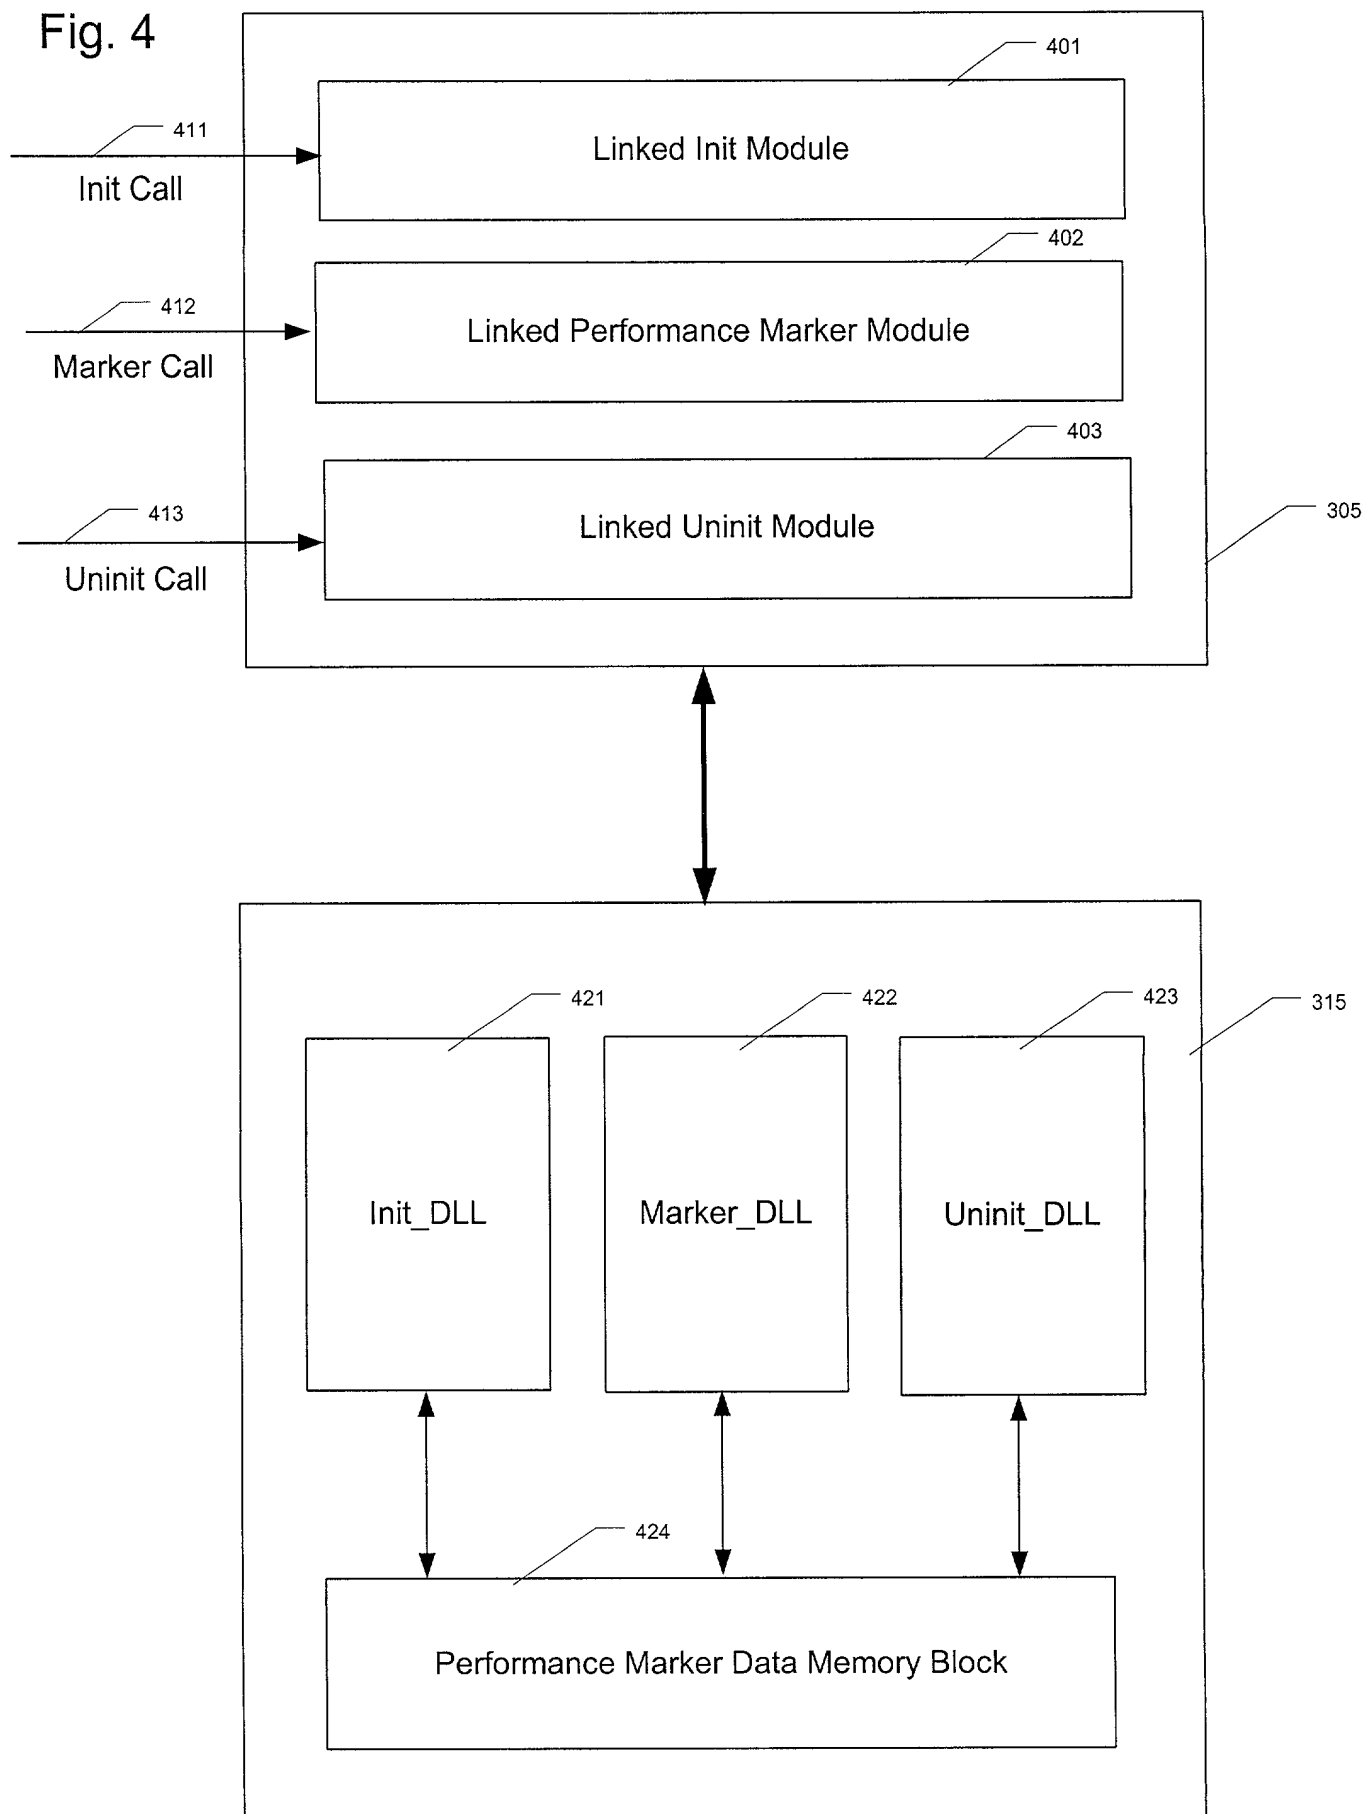 Fig. 4
401
Linked Init Module
411
Init Call
402
Linked Performance Marker Module
412
Marker Call
403
Linked Uninit Module
413
Uninit Call
305
421
422
423
315
Init_DLL
Marker_DLL
Uninit_DLL
424
Performance Marker Data Memory Block